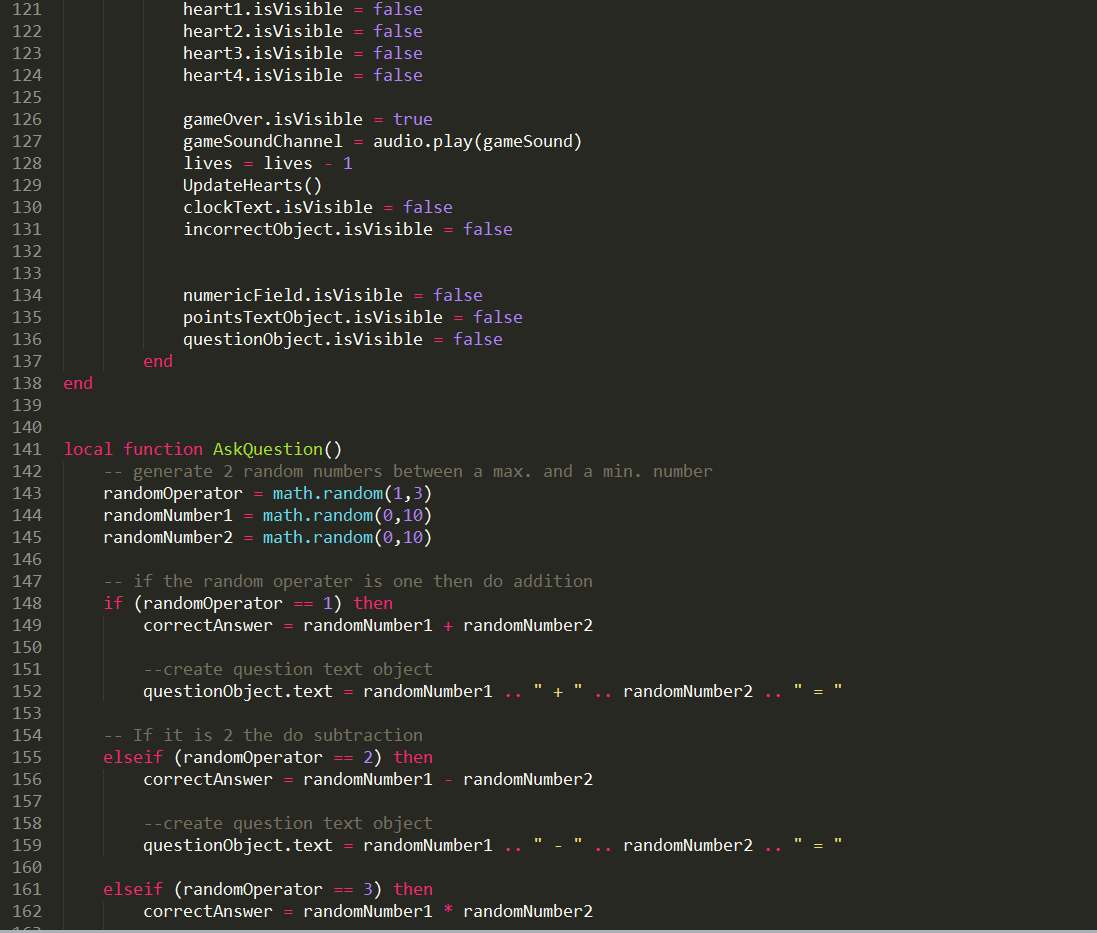 121 heart1.isVisible = false
122 heart2.isVisible = false
123 heart3.isVisible = false
124 heart4.isVisible = false
125
126 gameOver.isVisible = true
127 gameSoundChannel = audio.play(gameSound)
128 lives = lives - 1
129 UpdateHearts()
130 clockText.isVisible = false
131 incorrectObject.isVisible = false
132
133
134 numericField.isVisible = false
135 pointsTextObject.isVisible = false
136 questionObject.isVisible = false
137 end
138 end
139
140
141 local function AskQuestion()
142 -- generate 2 random numbers between a max. and a min. number
143 randomOperator = math.random(1,3)
144 randomNumber1 = math.random(0,10)
145 randomNumber2 = math.random(0,10)
146
147 -- if the random operater is one then do addition
148 if (randomOperator == 1) then
149 correctAnswer = randomNumber1 + randomNumber2
150
151 --create question text object
152 questionObject.text = randomNumber1 .. " + " .. randomNumber2 .. " = "
153
154 -- If it is 2 the do subtraction
155 elseif (randomOperator == 2) then
156 correctAnswer = randomNumber1 - randomNumber2
157
158 --create question text object
159 questionObject.text = randomNumber1 .. " - " .. randomNumber2 .. " = "
160
161 elseif (randomOperator == 3) then
162 correctAnswer = randomNumber1 * randomNumber2